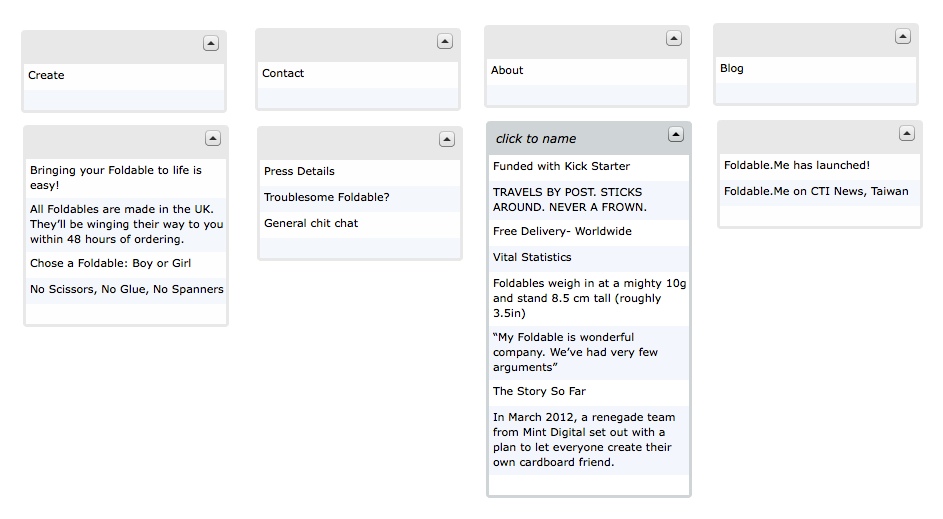 Create
Contact
About
Blog
Bringing your Foldable to life is
easy!
All Foldables are made in the UK.
They’ll be winging their way to you
within 48 hours of ordering.
Chose a Foldable: Boy or Girl
No Scissors, No Glue, No Spanners
Press Details
Troublesome Foldable?
General chit chat
click to name
Funded with Kick Starter
TRAVELS BY POST. STICKS
AROUND. NEVER A FROWN.
Free Delivery- Worldwide
Vital Statistics
Foldables weigh in at a mighty 10g
and stand 8.5 cm tall (roughly
3.5in)
“My Foldable is wonderful
company. We’ve had very few
arguments”
The Story So Far
In March 2012, a renegade team
from Mint Digital set out with a
plan to let everyone create their
own cardboard friend.
Foldable.Me has launched!
Foldable.Me on CTI News, Taiwan